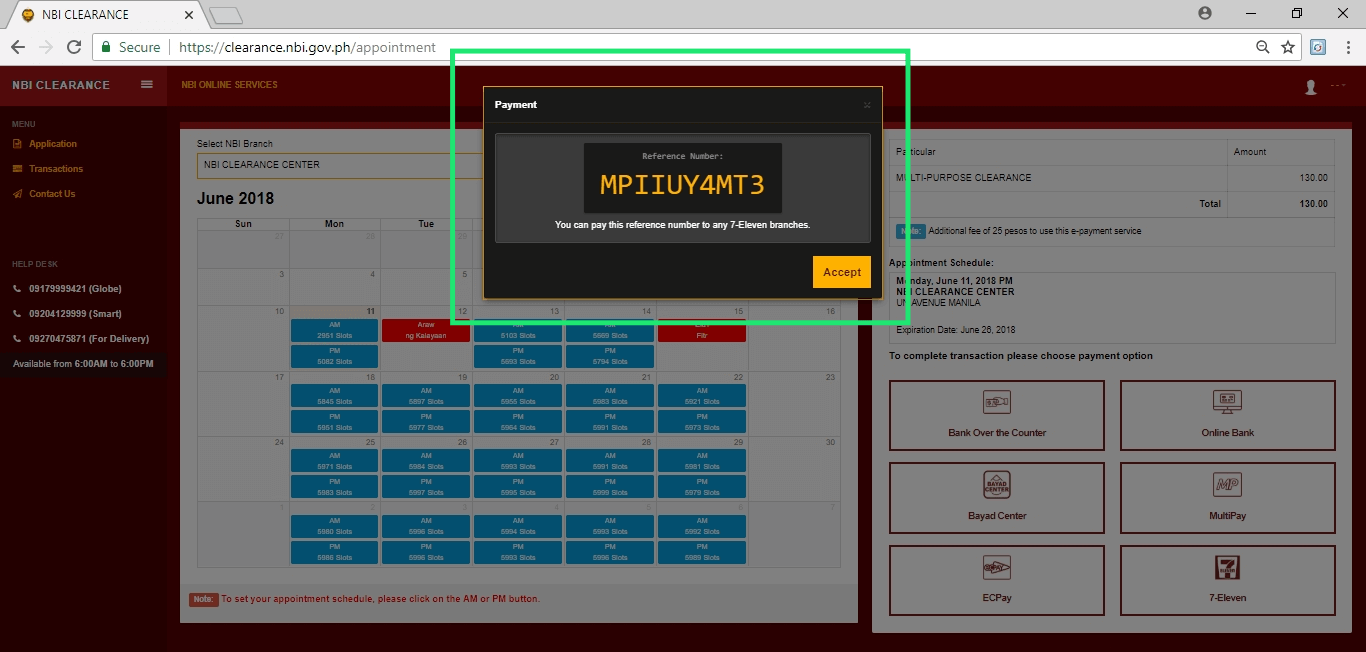 NBI CLEARANCE
Secure
https://clearance.nbi.gov.ph/appointment
NBI CLEARANCE
NBI ONLINE SERVICES
MENU
Application
Transactions
Contact Us
HELP DESK
09179999421 (Globe)
09204129999 (Smart)
09270475871 (For Delivery)
Available from 6:00AM to 6:00PM
Payment
Reference Number:
MPIIUY4MT3
You can pay this reference number to any 7-Eleven branches.
Accept
Select NBI Branch
NBI CLEARANCE CENTER
June 2018
Sun Mon Tue
27 28 29
3 4 5
10 11 12 13 14 15 16
AM Araw
2951 Slots ng Kalayaan 5103 Slots 5669 Slots Fitr
PM PM PM
5082 Slots 5993 Slots 5794 Slots
17 18 19 20 21 22 23
AM AM AM AM AM
5845 Slots 5897 Slots 5955 Slots 5983 Slots 5921 Slots
PM PM PM PM PM
5951 Slots 5977 Slots 5964 Slots 5991 Slots 5973 Slots
24 25 26 27 28 29 30
AM AM AM AM AM
5971 Slots 5984 Slots 5993 Slots 5991 Slots 5981 Slots
PM PM PM PM PM
5983 Slots 5997 Slots 5995 Slots 5999 Slots 5979 Slots
1 2 3 4 5 6 7
AM AM AM AM AM
5980 Slots 5996 Slots 5994 Slots 5993 Slots 5992 Slots
PM PM PM PM PM
5986 Slots 5996 Slots 5993 Slots 5996 Slots 5989 Slots
Note: To set your appointment schedule, please click on the AM or PM button.
Particular Amount
MULTI-PURPOSE CLEARANCE 130.00
Total 130.00
Note: Additional fee of 25 pesos to use this e-payment service
Appointment Schedule:
Monday, June 11, 2018 PM
NBI CLEARANCE CENTER
UN AVENUE MANILA
Expiration Date: June 26, 2018
To complete transaction please choose payment option
Bank Over the Counter
Online Bank
BAYAD
CENTER
Bayad Center
MP
MultiPay
ECPAY
ECPay
7-Eleven